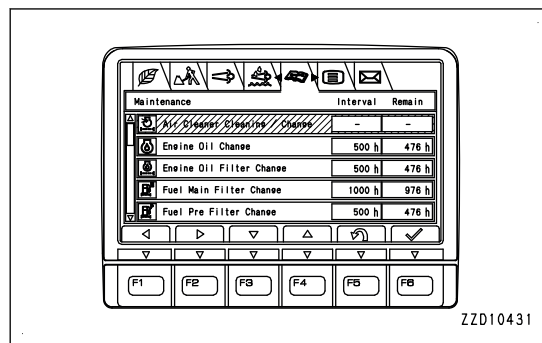 Maintenance Interval Remain
Air Cleaner Cleaning / Change - -
Engine Oil Change 500 h 476 h
Engine Oil Filter Change 500 h 476 h
Fuel Main Filter Change 1000 h 976 h
Fuel Pre Filter Change 500 h 476 h
F1 F2 F3 F4 F5 F6
ZZD10431